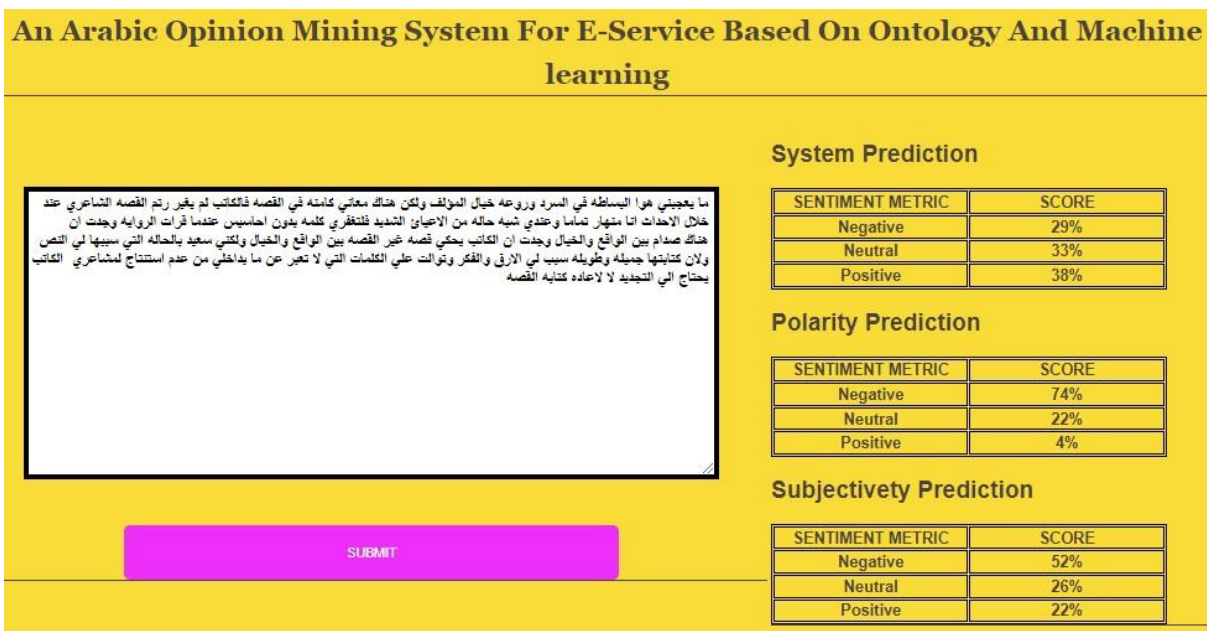 An Arabic Opinion Mining System For E-Service Based On Ontology And Machine
learning
ما يعجبني هوا البساطه في السرد وروعه خيال المؤلف ولكن هناك معاني كامنه في القصه فالكاتب لم يغير رتم القصه الشاعري عند
خلال الاحداث انا منهار تماما وعندي شبه حاله من الاعيائ الشديد فلتغفري كلمه بدون احاسيس عندما قرات الروايه وجدت ان
هناك صدام بين الواقع والخيال وجدت ان الكاتب يحكي قصه غير القصه بين الواقع والخيال ولكني سعيد بالحاله التي سببها لي النص
ولان كتابتها جميله وطويله سبب لي الارق والفكر وتوالت علي الكلمات التي لا تعبر عن ما بداخلي من عدم استنتاج لمشاعري الكاتب
يحتاج الي التجديد لا لاعاده كتابه القصه
SUBMIT
System Prediction
SENTIMENT METRIC SCORE
Negative 29%
Neutral 33%
Positive 38%
Polarity Prediction
SENTIMENT METRIC SCORE
Negative 74%
Neutral 22%
Positive 4%
Subjectivety Prediction
SENTIMENT METRIC SCORE
Negative 52%
Neutral 26%
Positive 22%